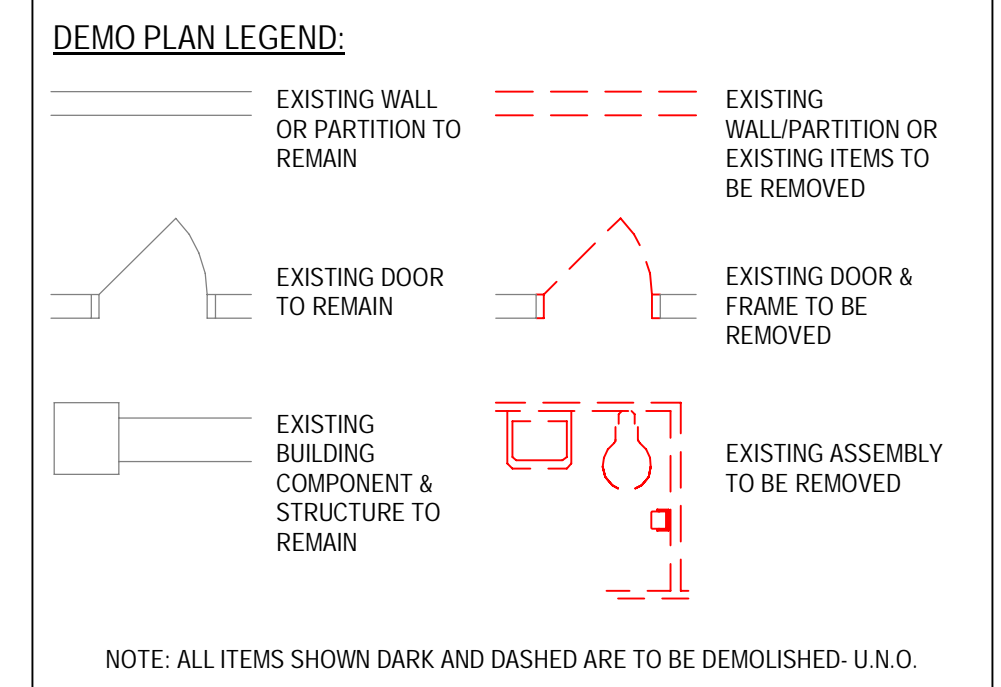 DEMO PLAN LEGEND:
EXISTING WALL
OR PARTITION TO
REMAIN
EXISTING
WALL/PARTITION OR
EXISTING ITEMS TO
BE REMOVED
EXISTING DOOR
TO REMAIN
EXISTING DOOR &
FRAME TO BE
REMOVED
EXISTING
BUILDING
COMPONENT &
STRUCTURE TO
REMAIN
EXISTING ASSEMBLY
TO BE REMOVED
NOTE: ALL ITEMS SHOWN DARK AND DASHED ARE TO BE DEMOLISHED- U.N.O.